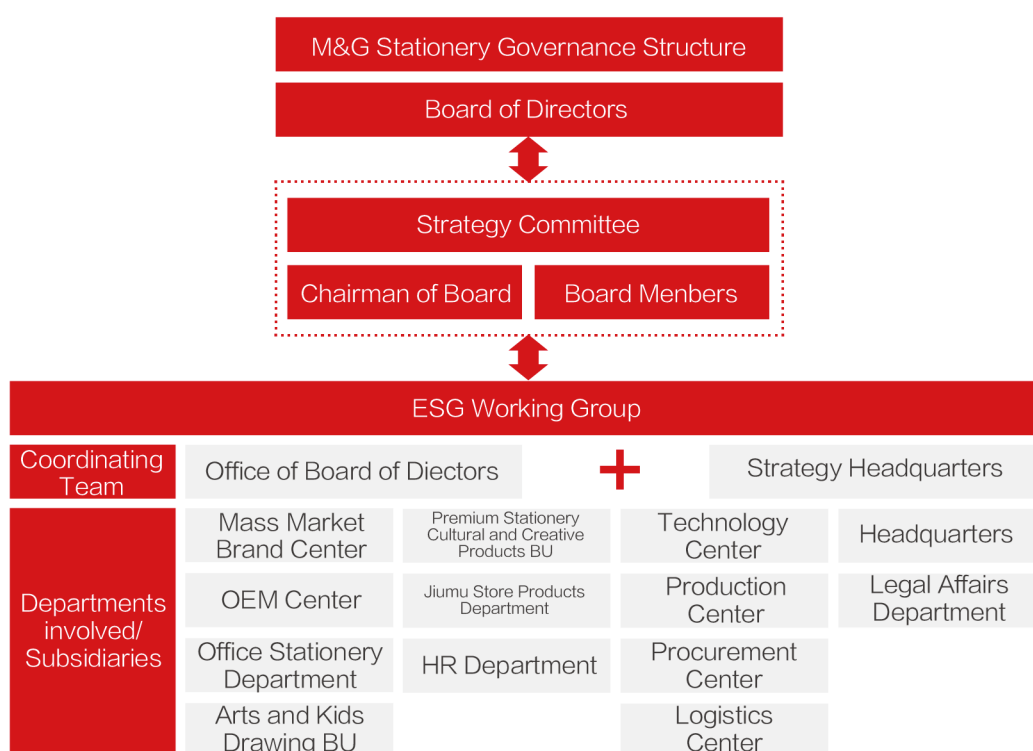 M&G Stationery Governance Structure
Board of Directors
Strategy Committee
Chairman of Board
Board Menbers
ESG Working Group
Coordinating
Team
Office of Board of Diectors
+
Strategy Headquarters
Departments
involved/
Subsidiaries
Mass Market
Brand Center
Premium Stationery
Cultural and Creative
Products BU
Technology
Center
Headquarters
OEM Center
Jiumu Store Products
Department
Production
Center
Legal Affairs
Department
Office Stationery
Department
HR Department
Procurement
Center
Arts and Kids
Drawing BU
Logistics
Center